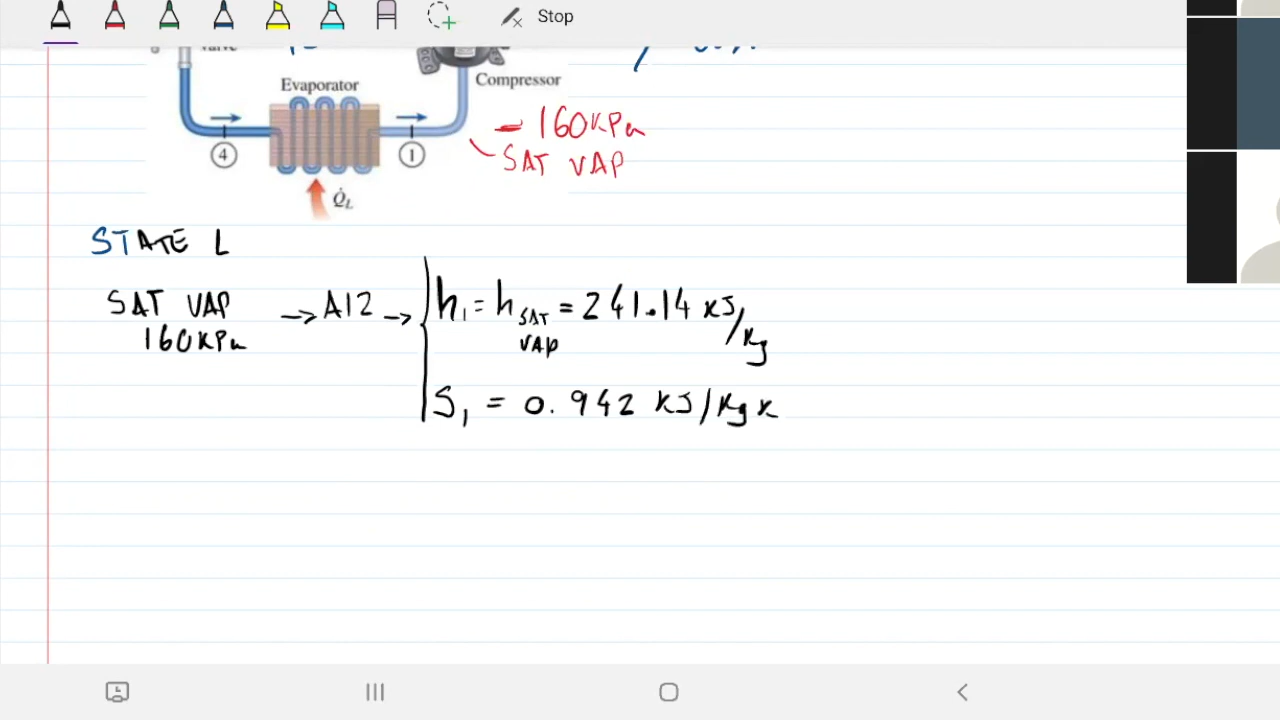 Stop
Evaporator
Compressor
4
1
Q̇L
- 160KPa
SAT VAP
STATE 1
SAT VAP → A12 → h1 = hSAT VAP = 241.14 KJ/Kg
160KPa
S1 = 0.942 KJ/Kg K